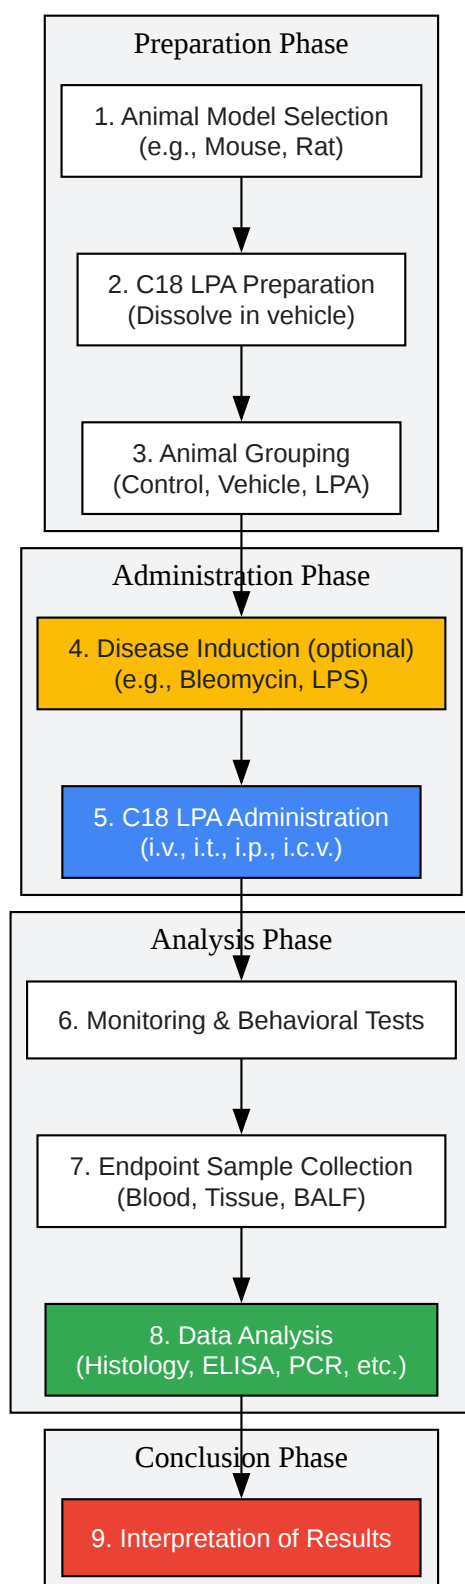 Preparation Phase
1. Animal Model Selection
(e.g., Mouse, Rat)
2. C18 LPA Preparation
(Dissolve in vehicle)
3. Animal Grouping
(Control, Vehicle, LPA)
Administration Phase
4. Disease Induction (optional)
(e.g., Bleomycin, LPS)
5. C18 LPA Administration
(i.v., i.t., i.p., i.c.v.)
Analysis Phase
6. Monitoring & Behavioral Tests
7. Endpoint Sample Collection
(Blood, Tissue, BALF)
8. Data Analysis
(Histology, ELISA, PCR, etc.)
Conclusion Phase
9. Interpretation of Results